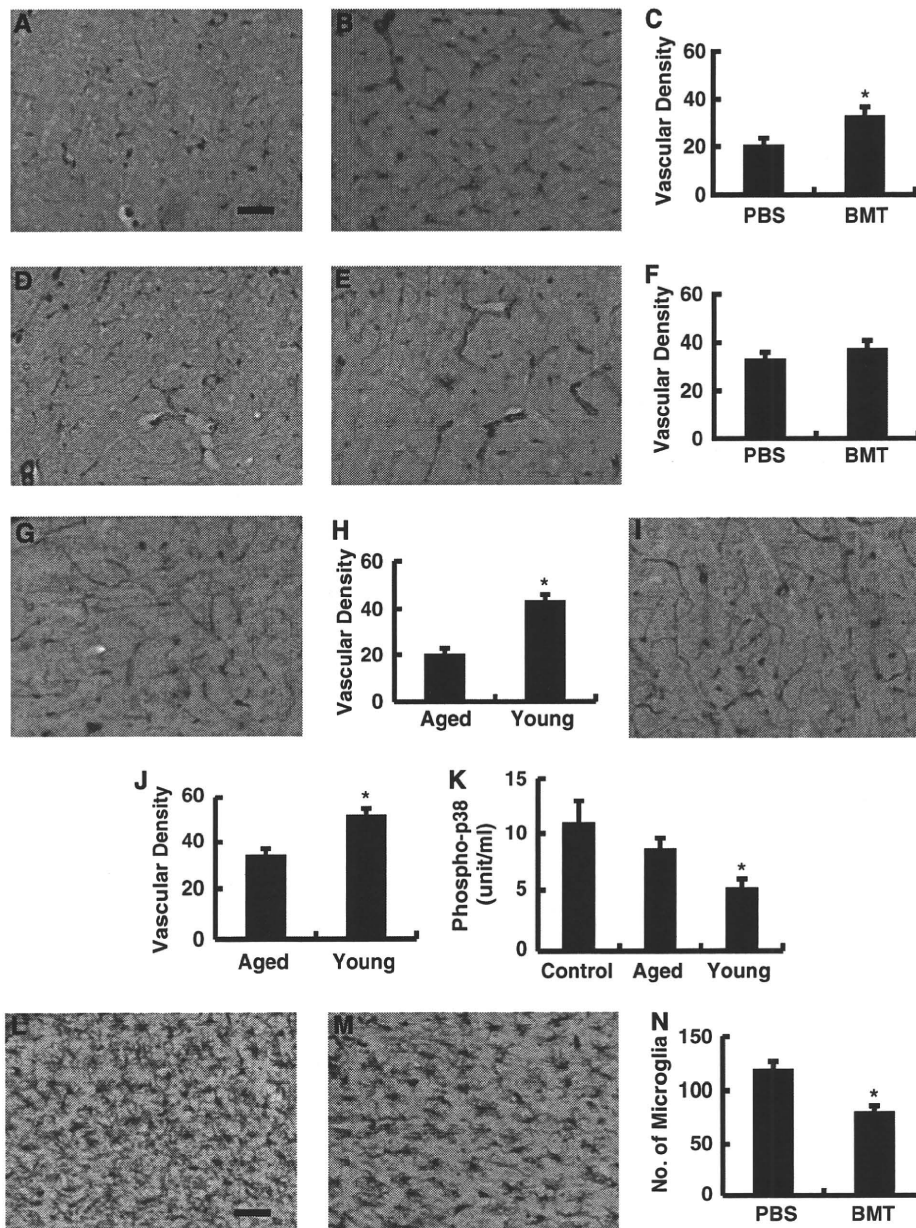 A
B
C
Vascular Density
60
40
20
0
*
PBS
BMT
D
E
F
Vascular Density
60
40
20
0
PBS
BMT
G
H
Vascular Density
60
40
20
0
*
Aged
Young
I
J
Vascular Density
60
40
20
0
*
Aged
Young
K
Phospho-p38
(unit/ml)
15
10
5
0
*
Control
Aged
Young
L
M
N
No. of Microglia
150
100
50
0
*
PBS
BMT